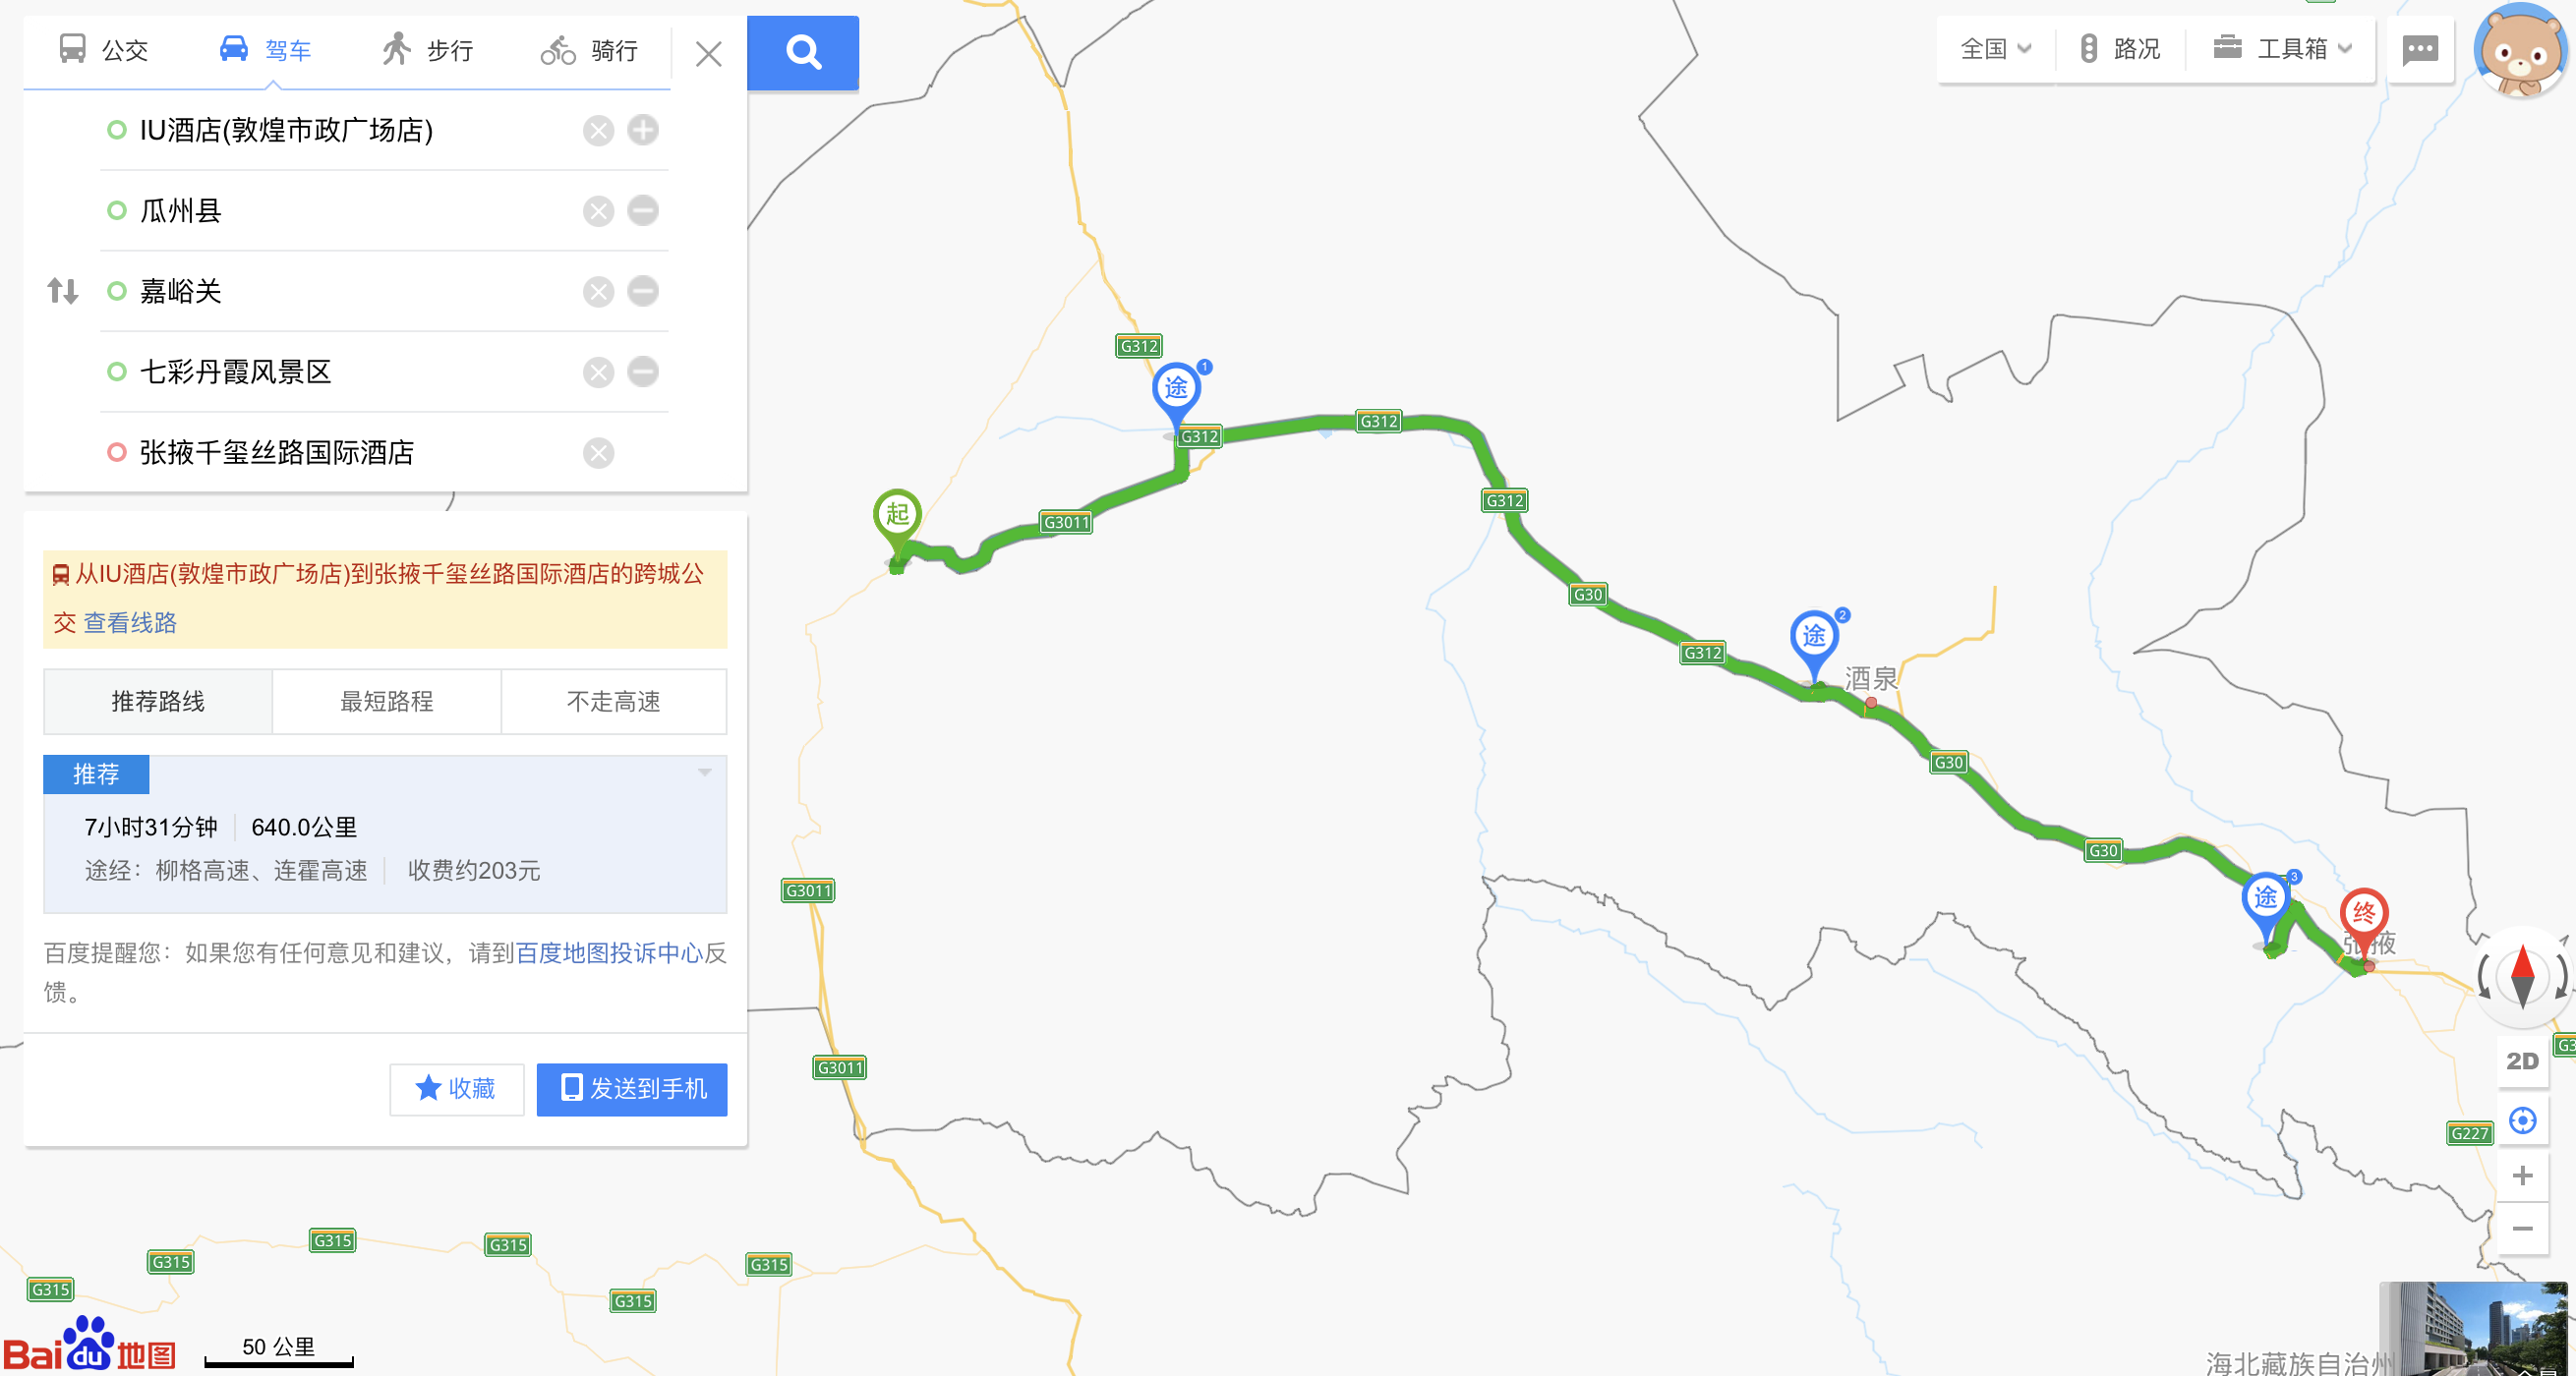 公交
驾车
步行
骑行
全国
路况
工具箱
IU酒店(敦煌市政广场店)
瓜州县
嘉峪关
七彩丹霞风景区
张掖千玺丝路国际酒店
从IU酒店(敦煌市政广场店)到张掖千玺丝路国际酒店的跨城公
交 查看线路
推荐路线
最短路程
不走高速
推荐
7小时31分钟
640.0公里
途经：柳格高速、连霍高速
收费约203元
百度提醒您：如果您有任何意见和建议，请到百度地图投诉中心反
馈。
收藏
发送到手机
G312
途
1
G312
G312
G312
起
G3011
G30
途
2
G312
酒泉
G30
G30
途
3
终
张掖
G3011
G3011
2D
G3
G227
G315
G315
G315
G315
G315
G315
Baidu地图
50 公里
海北藏族自治州